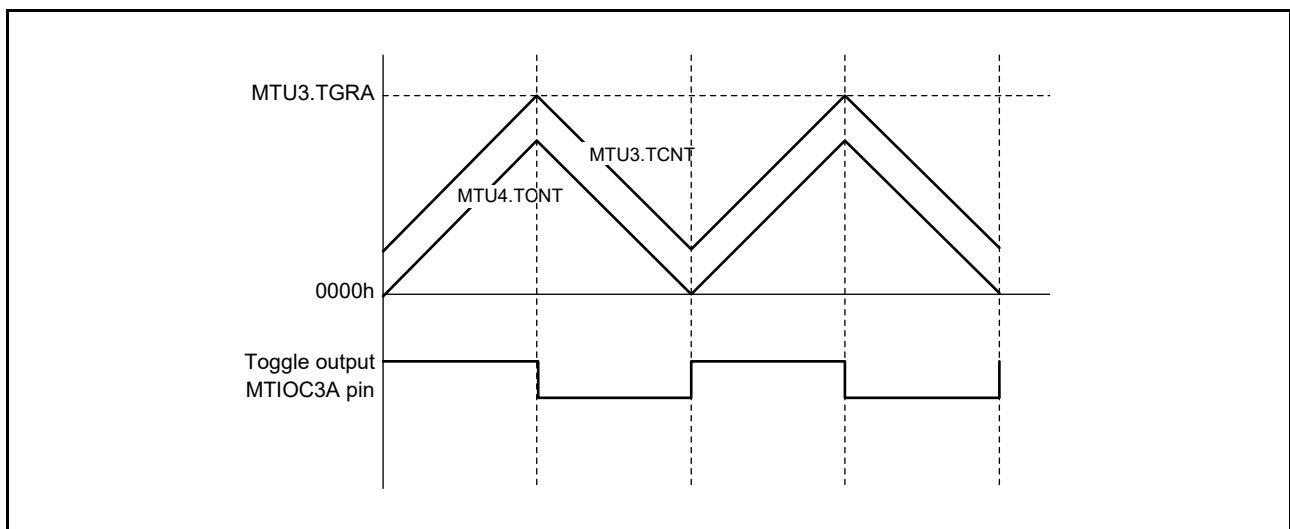 MTU3.TGRA
MTU3.TCNT
MTU4.TCNT
0000h
Toggle output
MTIOC3A pin